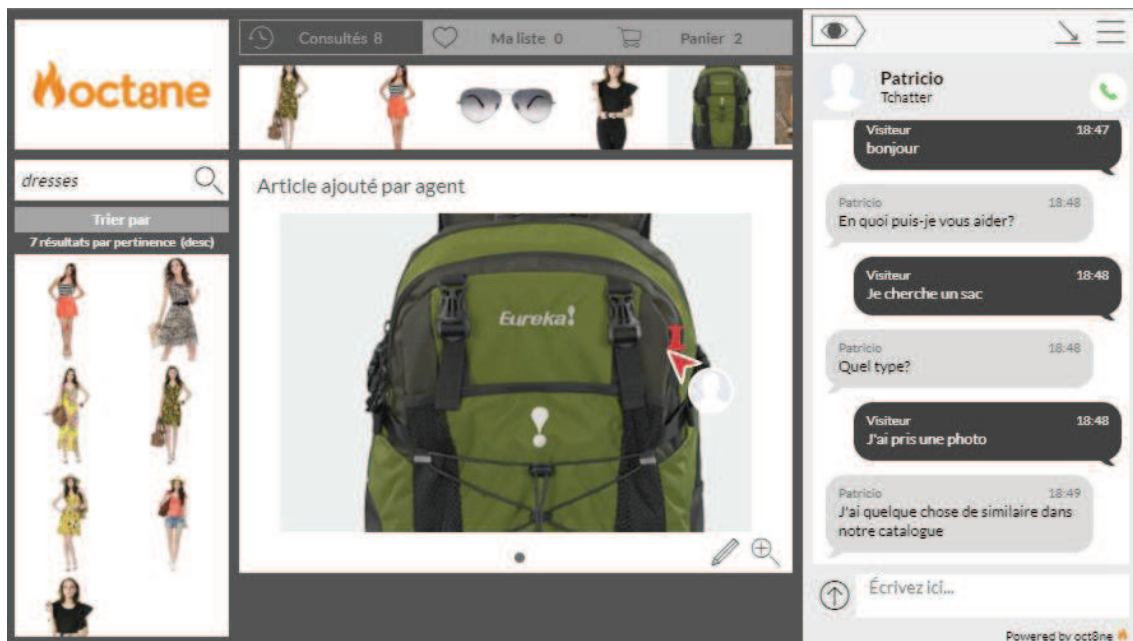 oct8ne
Consultés 8
Ma liste 0
Panier 2
dresses
Trier par
7 résultats par pertinence (desc)
Article ajouté par agent
Eureka!
!
Patricio
Tchatter
Visiteur 18:47
bonjour
Patricio 18:48
En quoi puis-je vous aider?
Visiteur 18:48
Je cherche un sac
Patricio 18:48
Quel type?
Visiteur 18:48
J'ai pris une photo
Patricio 18:49
J'ai quelque chose de similaire dans
notre catalogue
Écrivez ici...
Powered by oct8ne